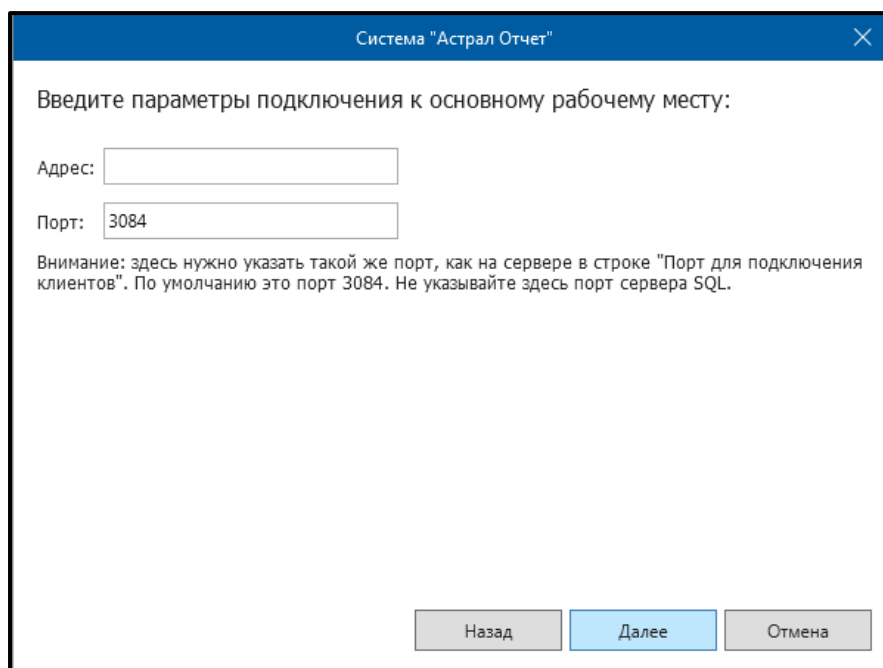 Система "Астрал Отчет"
Введите параметры подключения к основному рабочему месту:
Адрес:
Порт: 3084
Внимание: здесь нужно указать такой же порт, как на сервере в строке "Порт для подключения
клиентов". По умолчанию это порт 3084. Не указывайте здесь порт сервера SQL.
Назад Далее Отмена